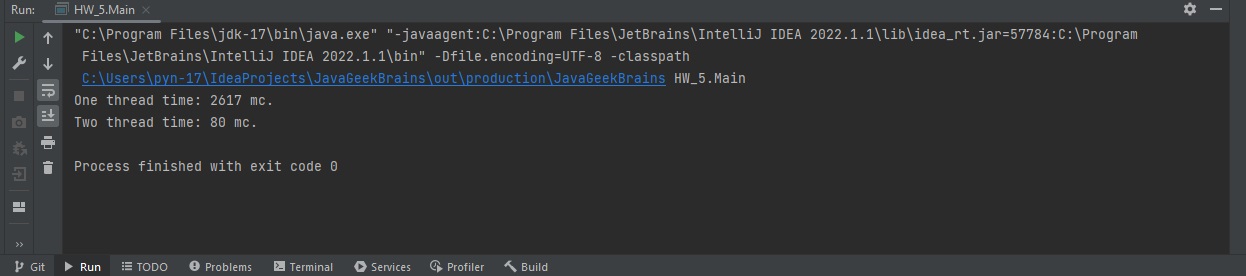 Run: HW_5.Main
"C:\Program Files\jdk-17\bin\java.exe" "-javaagent:C:\Program Files\JetBrains\IntelliJ IDEA 2022.1.1\lib\idea_rt.jar=57784:C:\Program
Files\JetBrains\IntelliJ IDEA 2022.1.1\bin" -Dfile.encoding=UTF-8 -classpath
C:\Users\pyn-17\IdeaProjects\JavaGeekBrains\out\production\JavaGeekBrains HW_5.Main
One thread time: 2617 mc.
Two thread time: 80 mc.
Process finished with exit code 0
Git Run TODO Problems Terminal Services Profiler Build